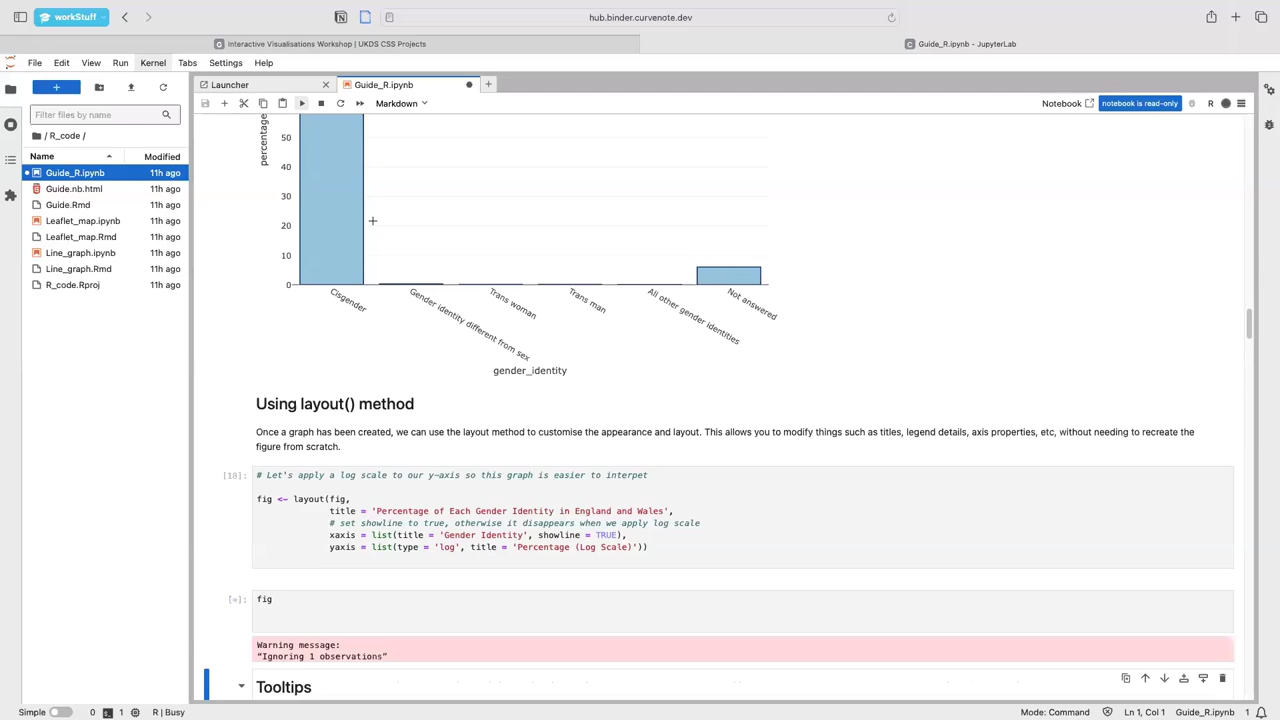 workStuff
hub.binder.curvenote.dev
Interactive Visualisations Workshop | UKDS CSS Projects
Guide_R.ipynb - JupyterLab
File Edit View Run Kernel Tabs Settings Help
Launcher
Guide_R.ipynb
Markdown
Notebook
notebook is read-only
R
Filter files by name
/ R_code /
Name Modified
Guide_R.ipynb 11h ago
Guide.nb.html 11h ago
Guide.Rmd 11h ago
Leaflet_map.ipynb 11h ago
Leaflet_map.Rmd 11h ago
Line_graph.ipynb 11h ago
Line_graph.Rmd 11h ago
R_code.Rproj 11h ago
percentage
50
40
30
20
10
0
Cisgender
Gender identity different from sex
Trans woman
Trans man
All other gender identities
Not answered
gender_identity
Using layout() method
Once a graph has been created, we can use the layout method to customise the appearance and layout. This allows you to modify things such as titles, legend details, axis properties, etc, without needing to recreate the
figure from scratch.
[18]:
# Let's apply a log scale to our y-axis so this graph is easier to interpet
fig <- layout(fig,
title = 'Percentage of Each Gender Identity in England and Wales',
# set showline to true, otherwise it disappears when we apply log scale
xaxis = list(title = 'Gender Identity', showline = TRUE),
yaxis = list(type = 'log', title = 'Percentage (Log Scale)'))
[*]:
fig
Warning message:
“Ignoring 1 observations”
Tooltips
Simple 0 1 R | Busy
Mode: Command Ln 1, Col 1 Guide_R.ipynb 1